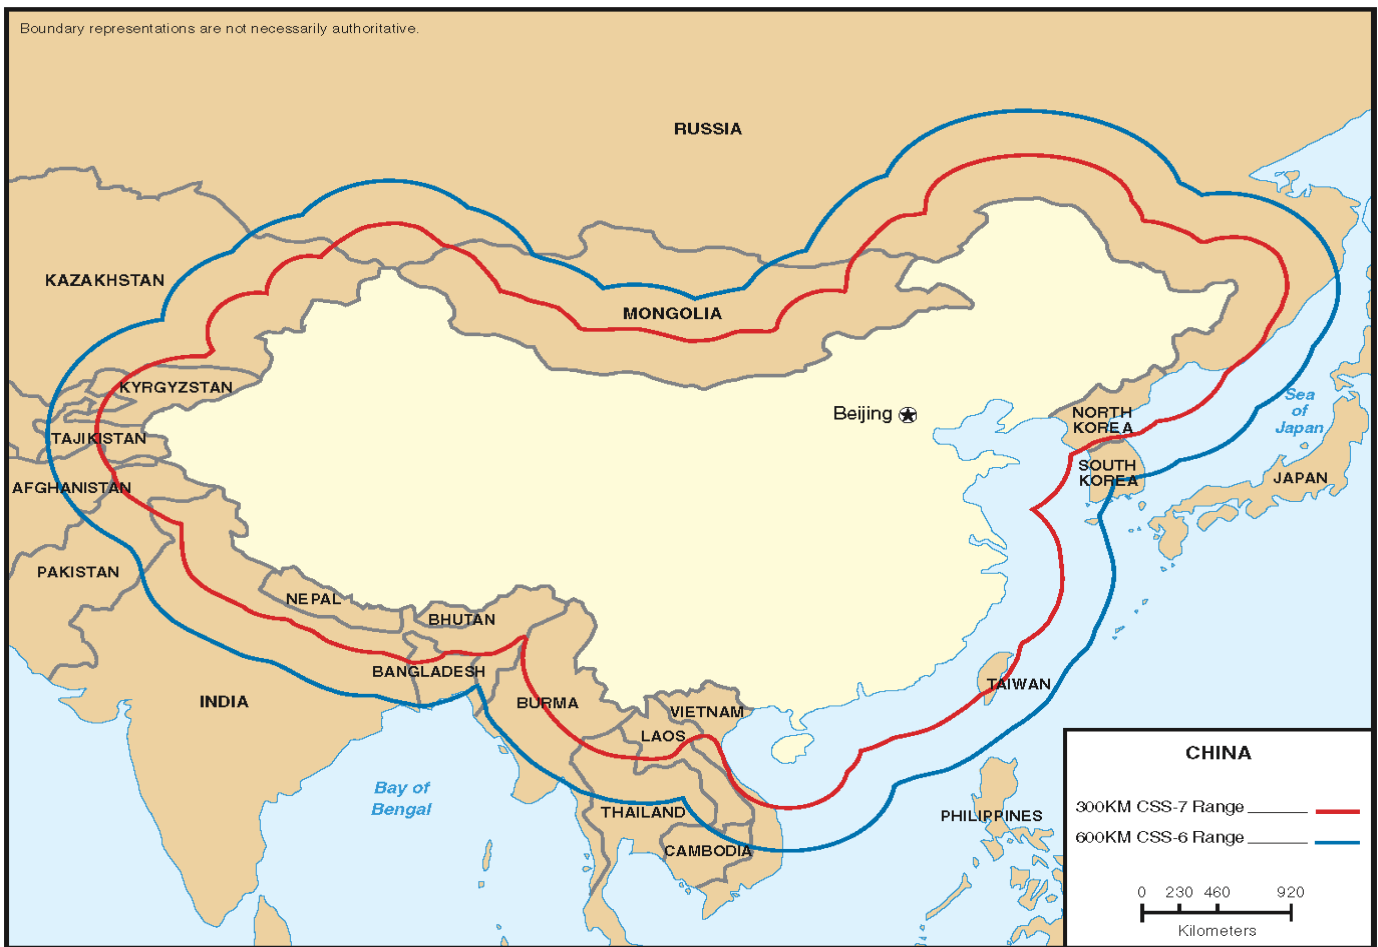 Boundary representations are not necessarily authoritative.
RUSSIA
KAZAKHSTAN
MONGOLIA
KYRGYZSTAN
Beijing
NORTH
KOREA
Sea
of
Japan
TAJIKISTAN
SOUTH
KOREA
JAPAN
AFGHANISTAN
PAKISTAN
NEPAL
BHUTAN
BANGLADESH
TAIWAN
INDIA
BURMA
VIETNAM
LAOS
Bay of
Bengal
THAILAND
PHILIPPINES
CAMBODIA
CHINA
300KM CSS-7 Range
600KM CSS-6 Range
0 230 460 920
Kilometers